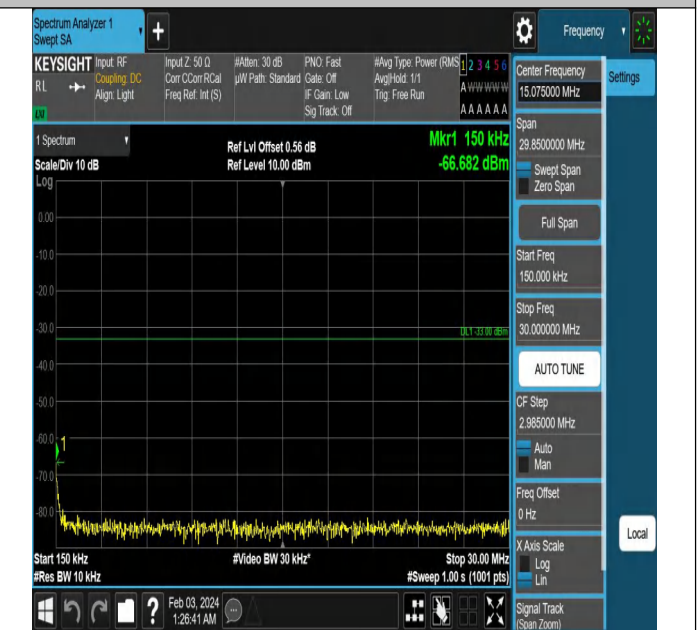 Spectrum Analyzer 1
Swept SA
Frequency
KEYSIGHT
RL
LXI
Input: RF
Coupling: DC
Align: Light
Input Z: 50 Ω
Corr CCorr RCal
Freq Ref: Int (S)
#Atten: 30 dB
µW Path: Standard
PNO: Fast
Gate: Off
IF Gain: Low
Sig Track: Off
#Avg Type: Power (RMS
Avg|Hold: 1/1
Trig: Free Run
1 2 3 4 5 6
A W W W W W
A A A A A A
1 Spectrum
Scale/Div 10 dB
Log
Ref Lvl Offset 0.56 dB
Ref Level 10.00 dBm
Mkr1 150 kHz
-66.682 dBm
0.00
-10.0
-20.0
-30.0
DL1 -33.00 dBm
-40.0
-50.0
-60.0
1
-70.0
-80.0
Start 150 kHz
#Video BW 30 kHz*
Stop 30.00 MHz
#Res BW 10 kHz
#Sweep 1.00 s (1001 pts)
Feb 03, 2024
1:26:41 AM
Center Frequency
15.075000 MHz
Settings
Span
29.8500000 MHz
Swept Span
Zero Span
Full Span
Start Freq
150.000 kHz
Stop Freq
30.000000 MHz
AUTO TUNE
CF Step
2.985000 MHz
Auto
Man
Freq Offset
0 Hz
Local
X Axis Scale
Log
Lin
Signal Track
(Span Zoom)